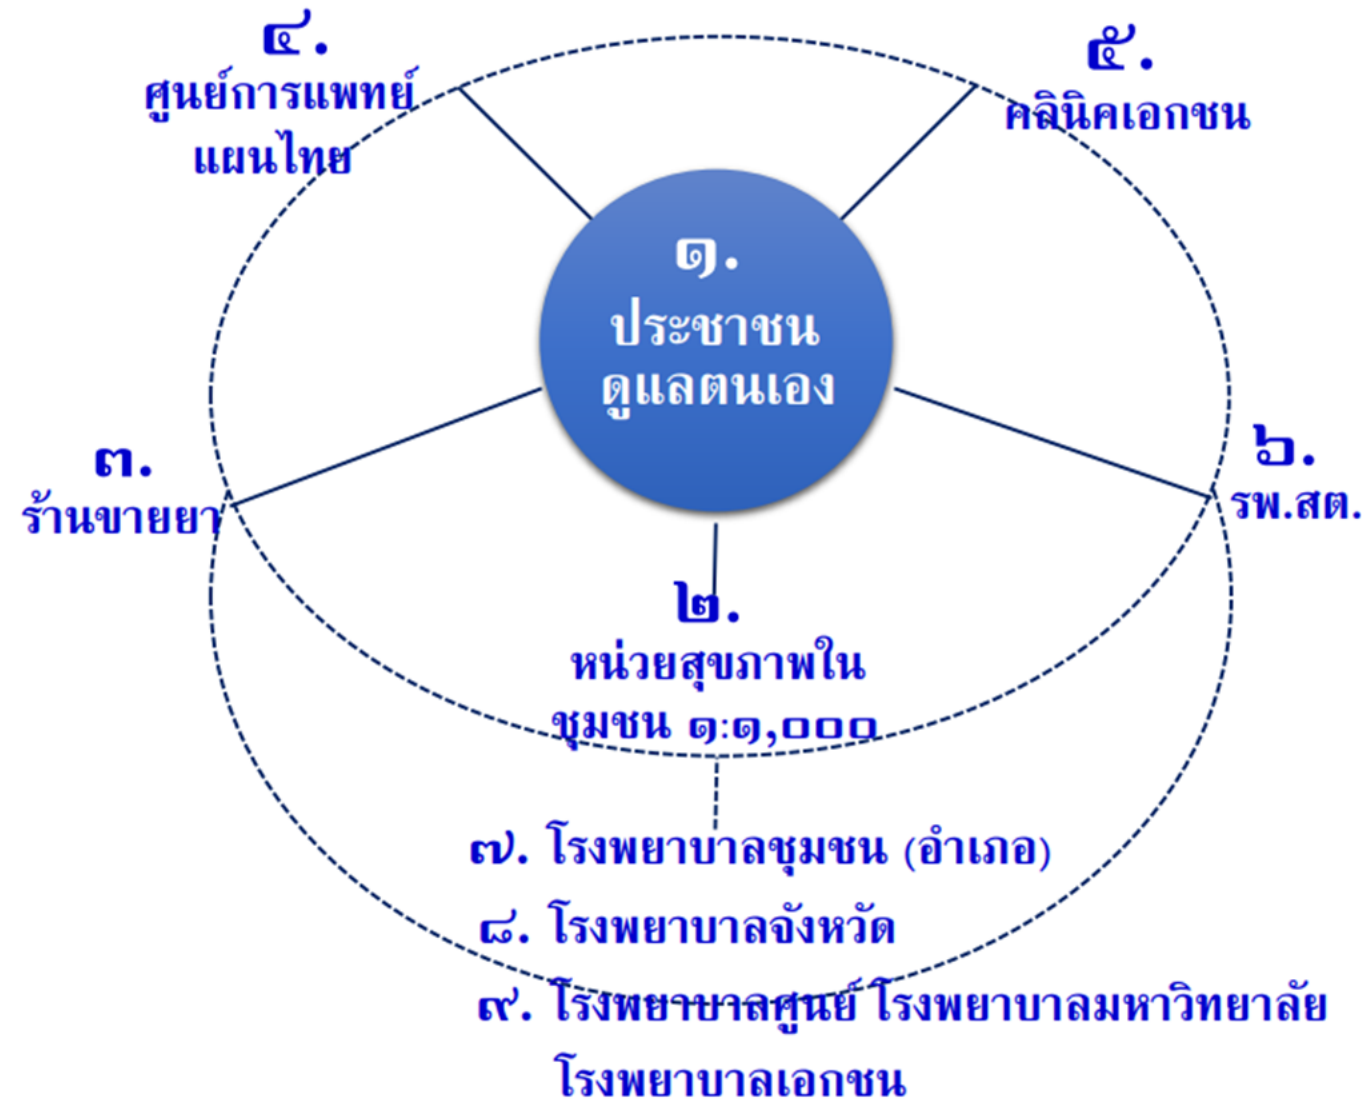 ๔.
ศูนย์การแพทย์
แผนไทย
๕.
คลินิคเอกชน
๑.
ประชาชน
ดูแลตนเอง
๓.
ร้านขายยา
๖.
รพ.สต.
๒.
หน่วยสุขภาพใน
ชุมชน ๑:๑,๐๐๐
๗. โรงพยาบาลชุมชน (อำเภอ)
๘. โรงพยาบาลจังหวัด
๙. โรงพยาบาลศูนย์ โรงพยาบาลมหาวิทยาลัย
โรงพยาบาลเอกชน